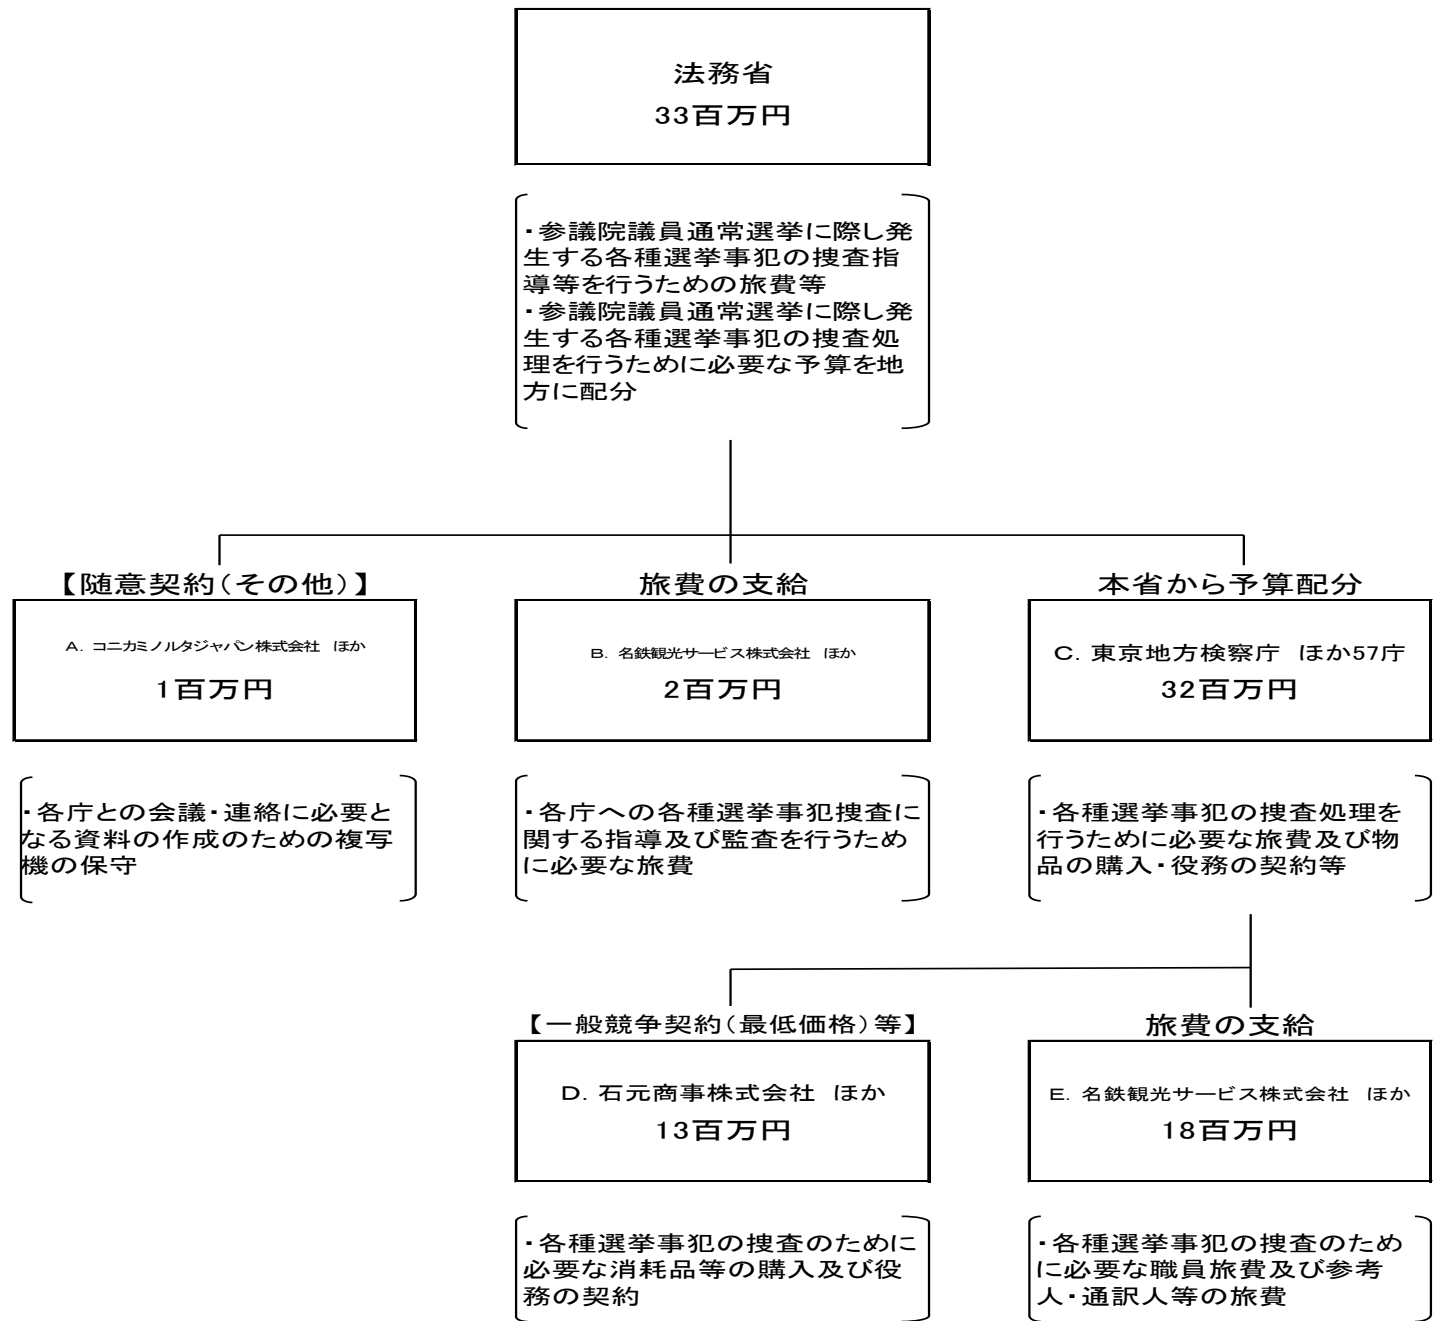 法務省
33百万円
・参議院議員通常選挙に際し発
生する各種選挙事犯の捜査指
導等を行うための旅費等
・参議院議員通常選挙に際し発
生する各種選挙事犯の捜査処
理を行うために必要な予算を地
方に配分
【随意契約(その他)】
A. コニカミノルタジャパン株式会社 ほか
1百万円
・各庁との会議・連絡に必要と
なる資料の作成のための複写
機の保守
旅費の支給
B. 名鉄観光サービス株式会社 ほか
2百万円
・各庁への各種選挙事犯捜査に
関する指導及び監査を行うため
に必要な旅費
本省から予算配分
C. 東京地方検察庁 ほか57庁
32百万円
・各種選挙事犯の捜査処理を
行うために必要な旅費及び物
品の購入・役務の契約等
【一般競争契約(最低価格)等】
D. 石元商事株式会社 ほか
13百万円
・各種選挙事犯の捜査のために
必要な消耗品等の購入及び役
務の契約
旅費の支給
E. 名鉄観光サービス株式会社 ほか
18百万円
・各種選挙事犯の捜査のため
に必要な職員旅費及び参考
人・通訳人等の旅費